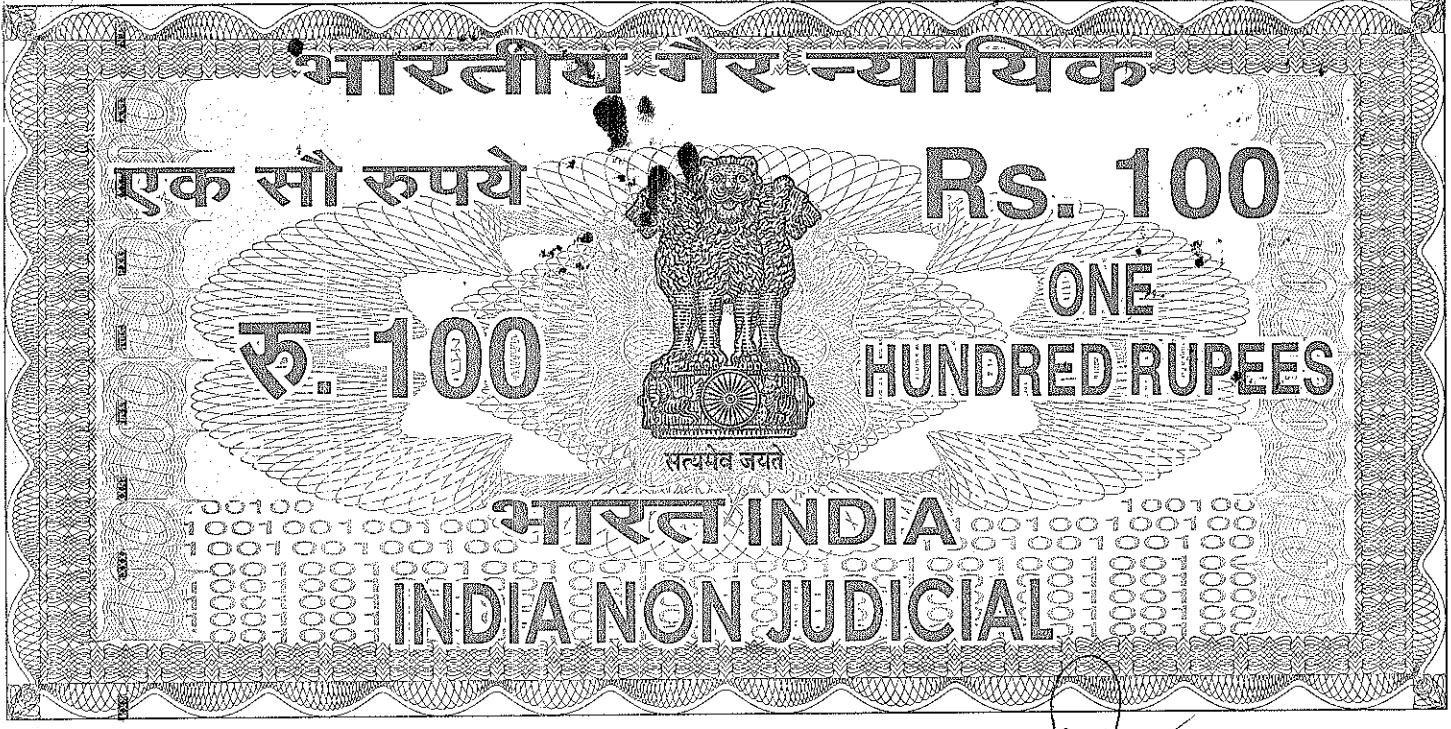 भारतीय गैर न्यायिक
एक सौ रुपये
Rs. 100
रु. 100
ONE
HUNDRED RUPEES
सत्यमेव जयते
भारत INDIA
INDIA NON JUDICIAL